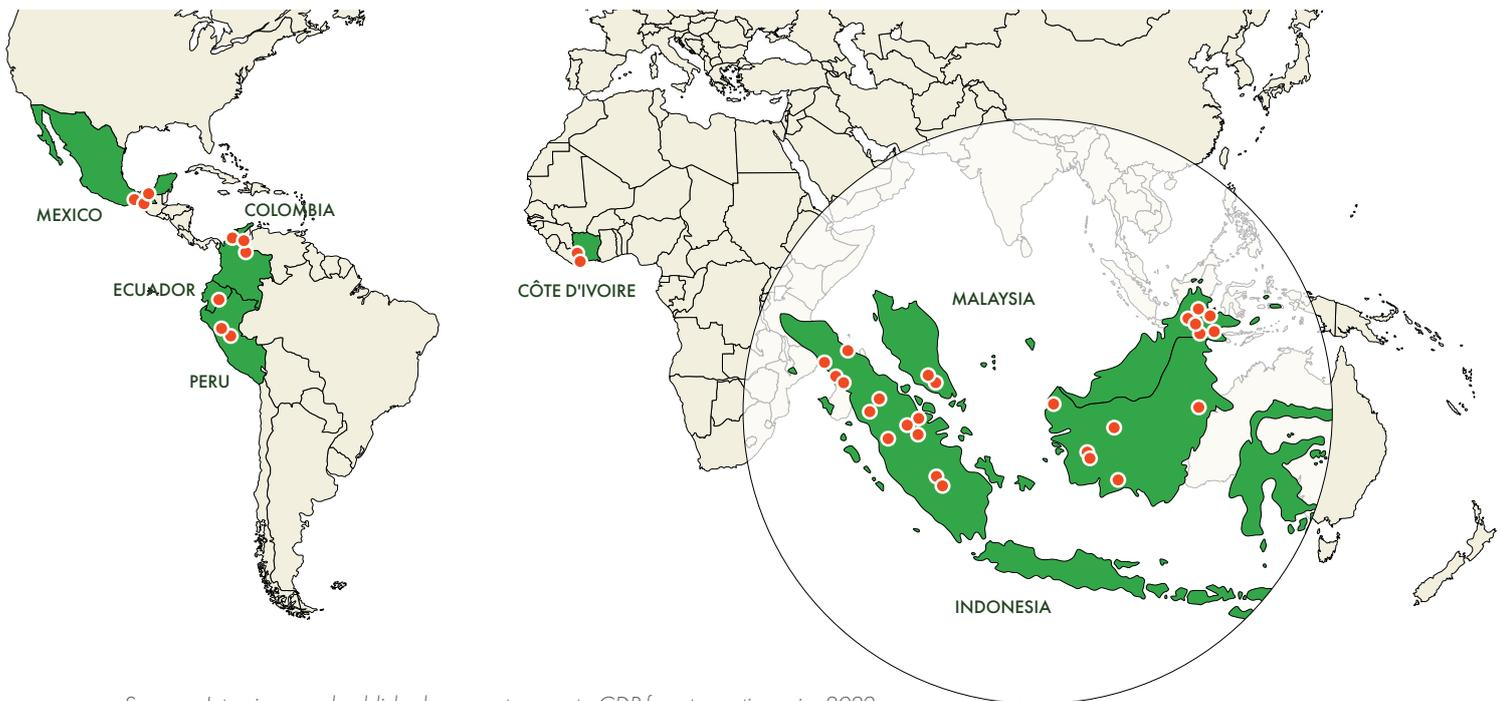 COLOMBIA
MEXICO
ECUADOR
CÔTE D'IVOIRE
MALAYSIA
PERU
INDONESIA